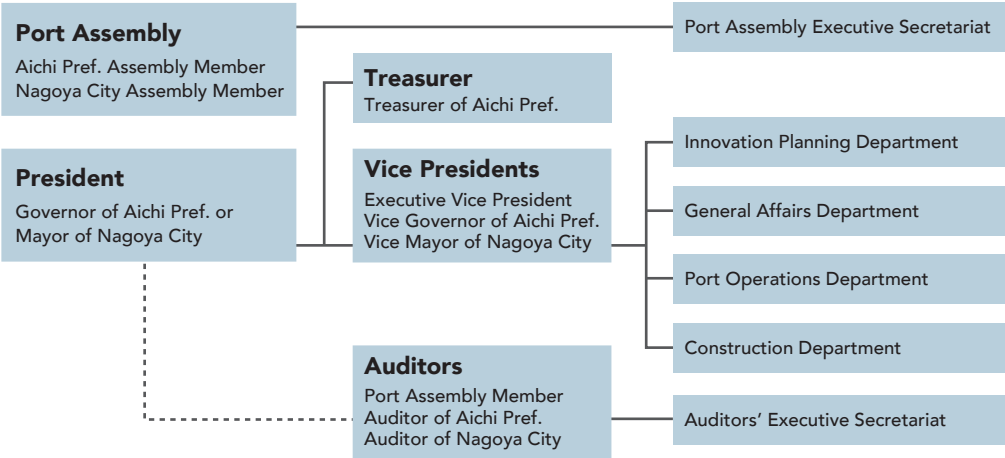 Port Assembly
Aichi Pref. Assembly Member
Nagoya City Assembly Member
Port Assembly Executive Secretariat
Treasurer
Treasurer of Aichi Pref.
President
Governor of Aichi Pref. or
Mayor of Nagoya City
Vice Presidents
Executive Vice President
Vice Governor of Aichi Pref.
Vice Mayor of Nagoya City
Innovation Planning Department
General Affairs Department
Port Operations Department
Construction Department
Auditors
Port Assembly Member
Auditor of Aichi Pref.
Auditor of Nagoya City
Auditors’ Executive Secretariat